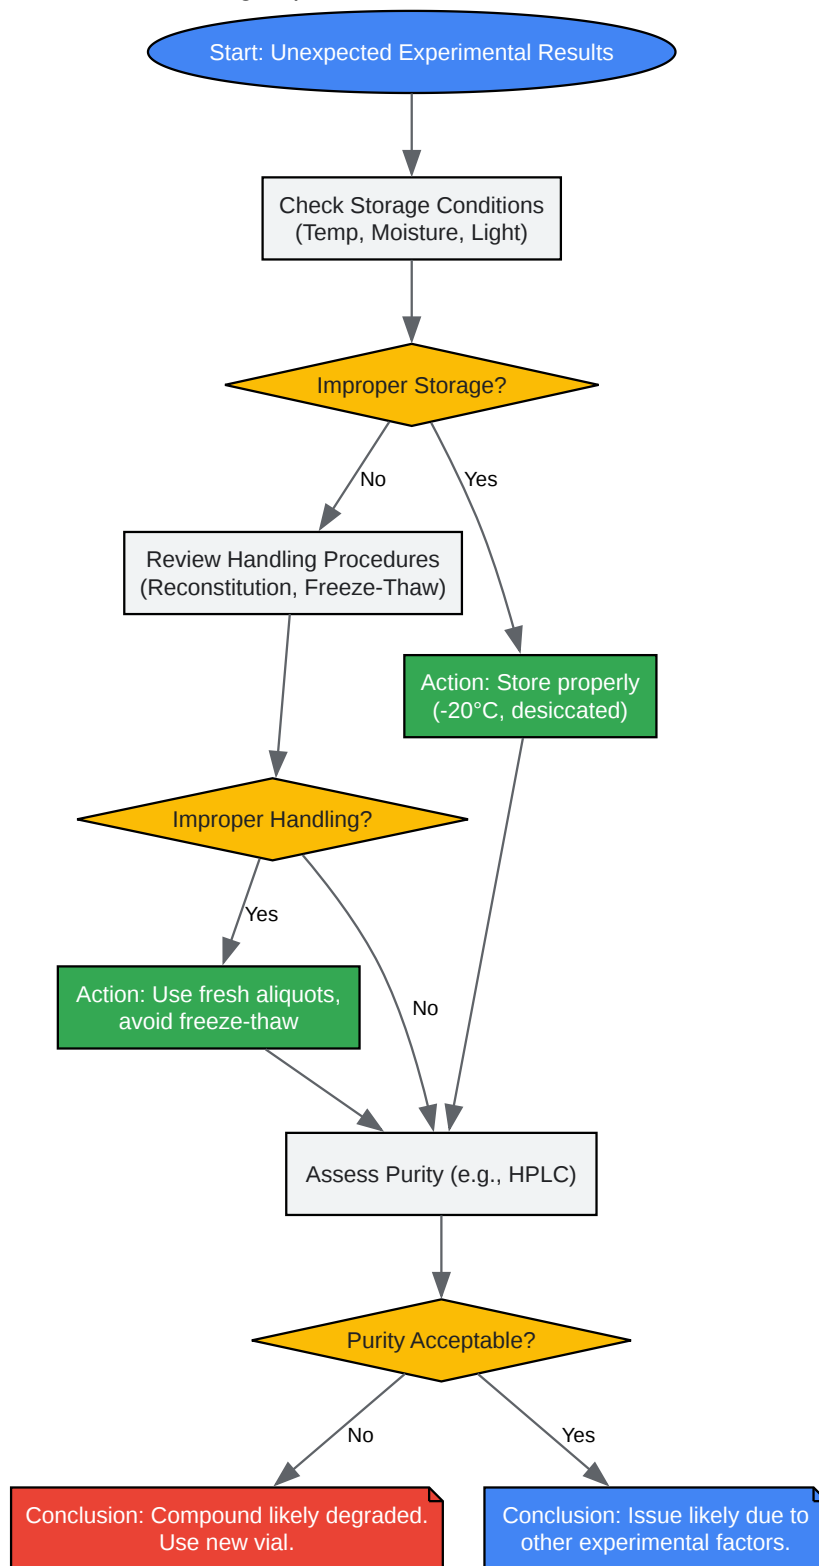 Start: Unexpected Experimental Results
Check Storage Conditions
(Temp, Moisture, Light)
Improper Storage?
No
Yes
Review Handling Procedures
(Reconstitution, Freeze-Thaw)
Action: Store properly
(-20°C, desiccated)
Improper Handling?
Yes
No
Action: Use fresh aliquots,
avoid freeze-thaw
Assess Purity (e.g., HPLC)
Purity Acceptable?
No
Yes
Conclusion: Compound likely degraded.
Use new vial.
Conclusion: Issue likely due to
other experimental factors.